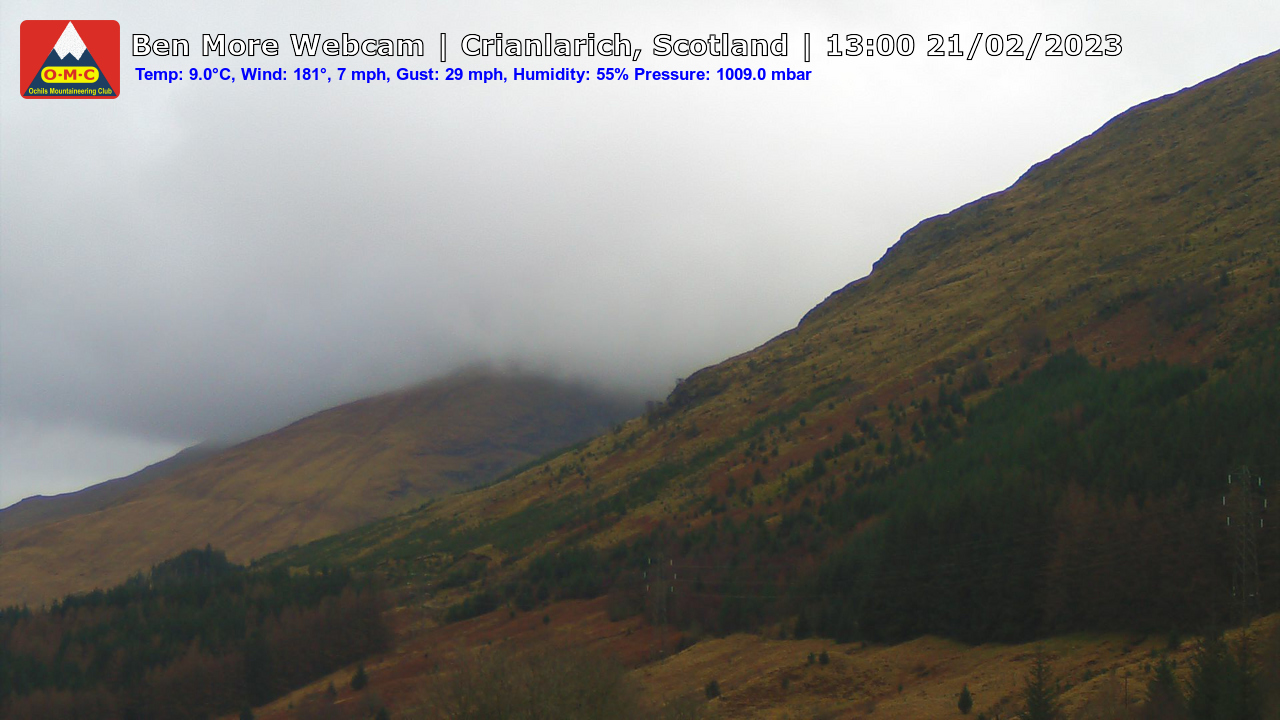 Ben More Webcam | Crianlarich, Scotland | 13:00 21/02/2023
Temp: 9.0°C, Wind: 181°, 7 mph, Gust: 29 mph, Humidity: 55% Pressure: 1009.0 mbar
O·M·C
Ochils Mountaineering Club